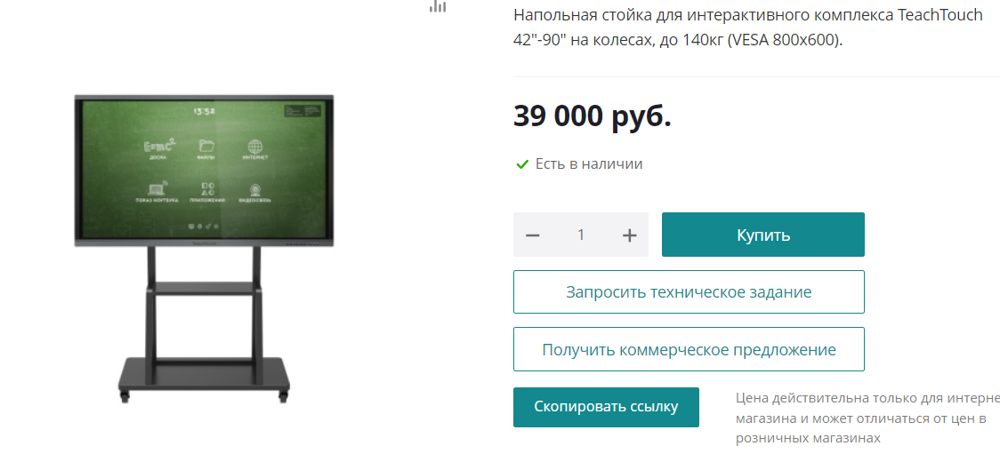 Напольная стойка для интерактивного комплекса TeachTouch
42"-90" на колесах, до 140кг (VESA 800x600).
39 000 руб.
Есть в наличии
1
Купить
Запросить техническое задание
Получить коммерческое предложение
Скопировать ссылку
Цена действительна только для интерне
магазина и может отличаться от цен в
розничных магазинах
13:52
E=mc2
ДОСКА
ФАЙЛЫ
ИНТЕРНЕТ
ПОКАЗ НОУТБУКА
ПРИЛОЖЕНИЯ
ВИДЕОСВЯЗЬ